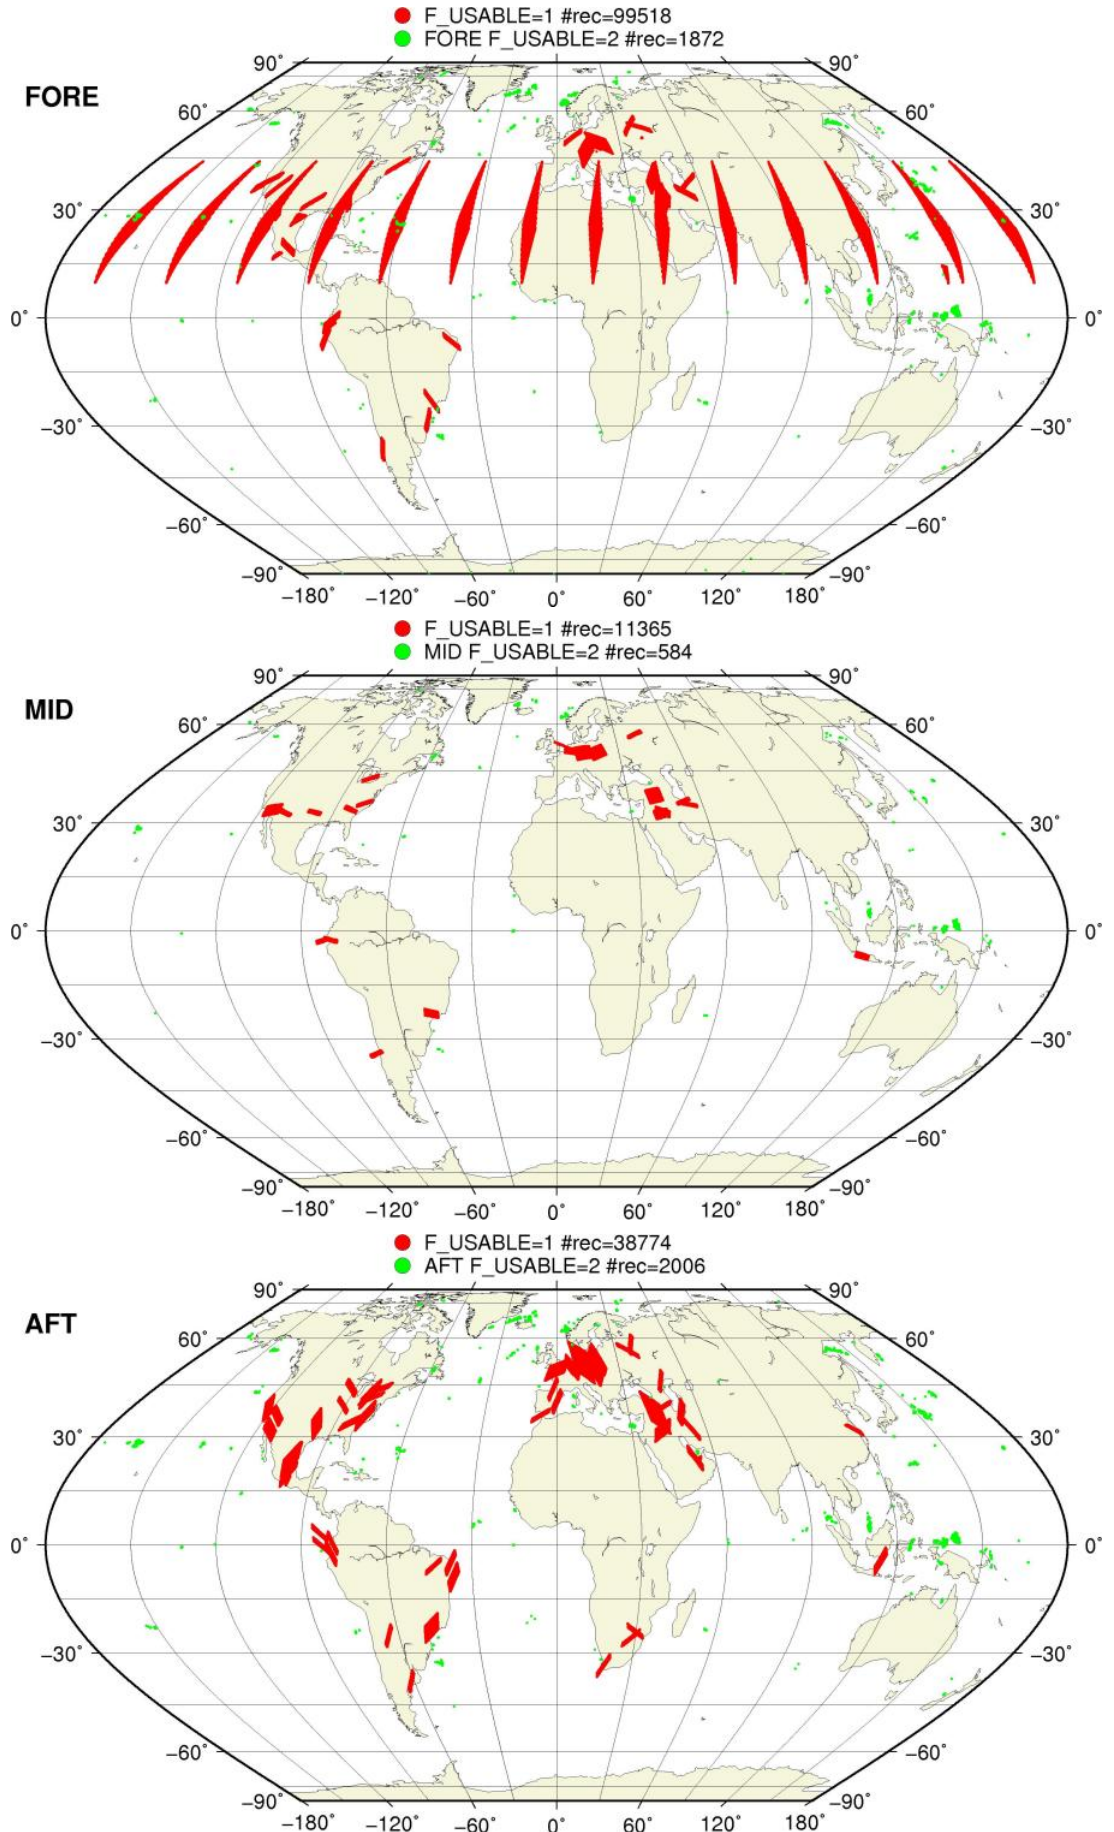 F_USABLE=1 #rec=99518
FORE F_USABLE=2 #rec=1872
FORE
90° 90°
60° 60°
30° 30°
0° 0°
−30° −30°
−60° −60°
−90° −90°
−180° −120° −60° 0° 60° 120° 180°
F_USABLE=1 #rec=11365
MID F_USABLE=2 #rec=584
MID
90° 90°
60° 60°
30° 30°
0° 0°
−30° −30°
−60° −60°
−90° −90°
−180° −120° −60° 0° 60° 120° 180°
F_USABLE=1 #rec=38774
AFT F_USABLE=2 #rec=2006
AFT
90° 90°
60° 60°
30° 30°
0° 0°
−30° −30°
−60° −60°
−90° −90°
−180° −120° −60° 0° 60° 120° 180°